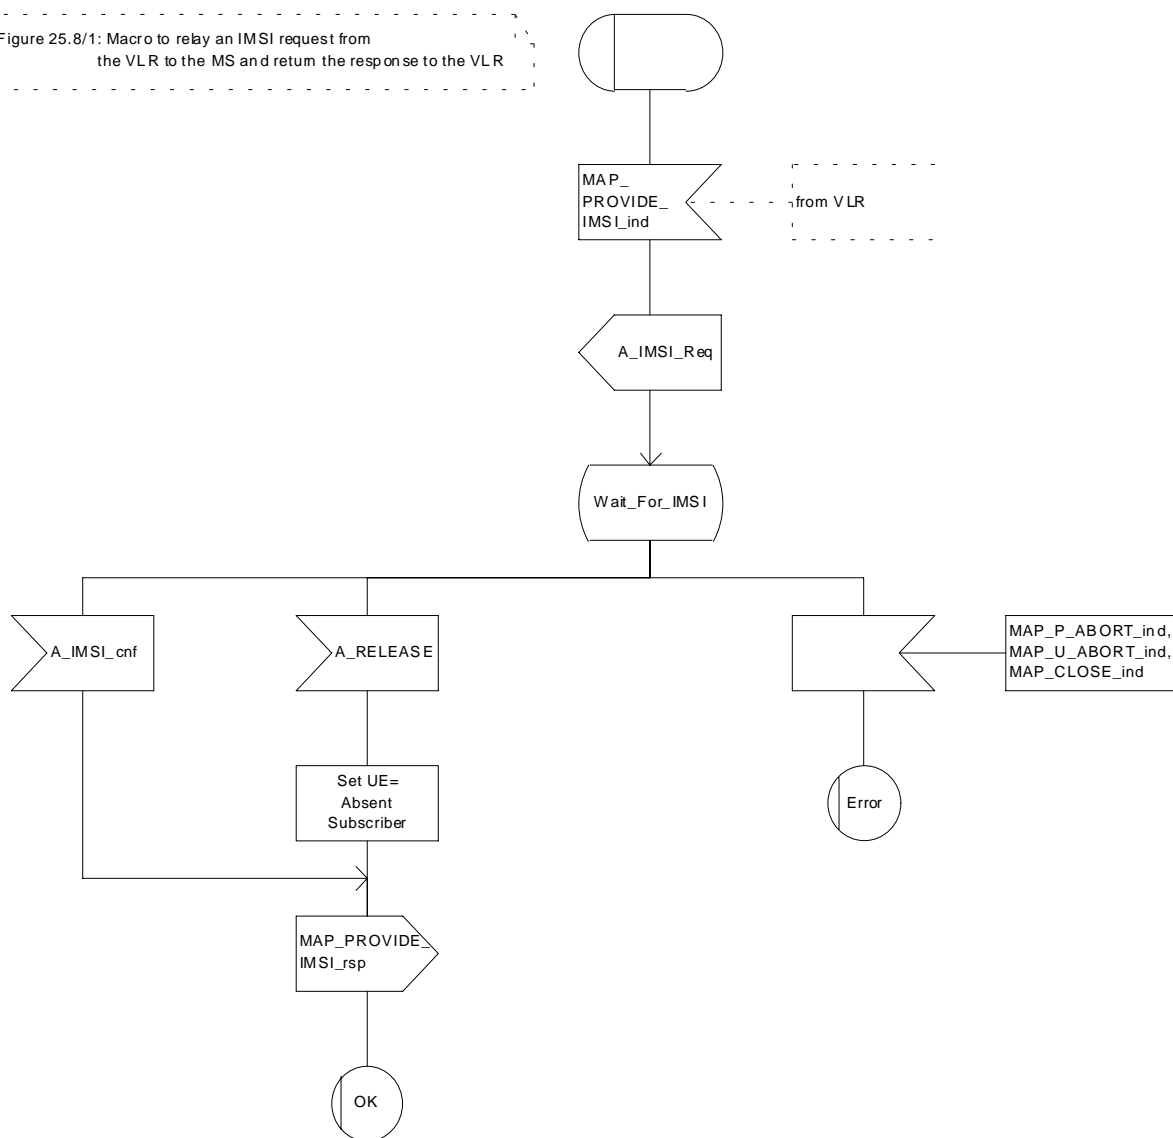 Figure 25.8/1: Macro to relay an IMSI request from
the VLR to the MS and return the response to the VLR
MAP_
PROVIDE_
IMSI_ind
from VLR
A_IMSI_Req
Wait_For_IMSI
A_IMSI_cnf
A_RELEASE
MAP_P_ABORT_ind,
MAP_U_ABORT_ind,
MAP_CLOSE_ind
Set UE=
Absent
Subscriber
Error
MAP_PROVIDE_
IMSI_rsp
OK